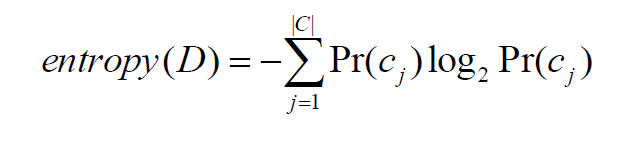 entropy(D) = −∑_{j=1}^{|C|} Pr(c_j) log_2 Pr(c_j)